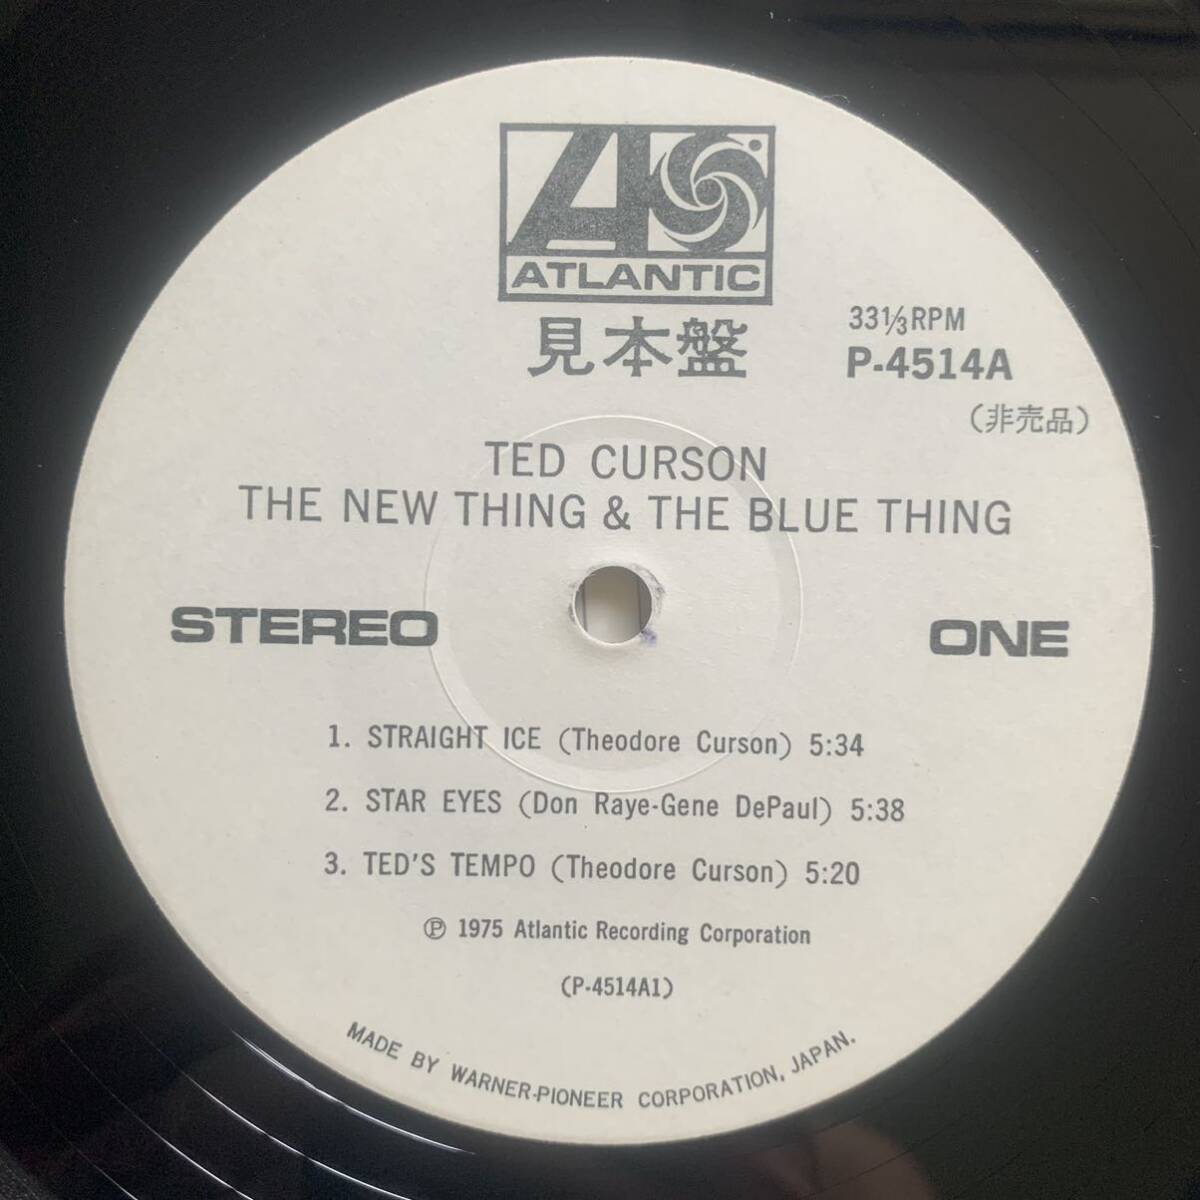 ATLANTIC
見本盤
33⅓RPM
P-4514A
(非売品)
TED CURSON
THE NEW THING & THE BLUE THING
STEREO
ONE
1. STRAIGHT ICE (Theodore Curson) 5:34
2. STAR EYES (Don Raye-Gene DePaul) 5:38
3. TED'S TEMPO (Theodore Curson) 5:20
Ⓟ 1975 Atlantic Recording Corporation
(P-4514A1)
MADE BY WARNER-PIONEER CORPORATION, JAPAN.